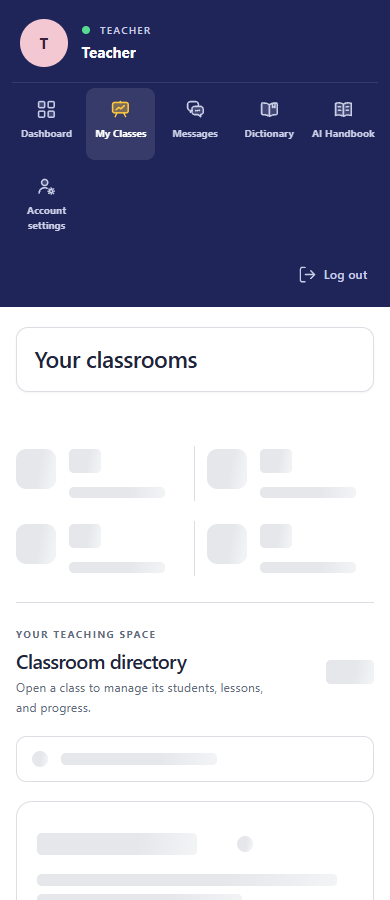 T
TEACHER
Teacher
Dashboard
My Classes
Messages
Dictionary
AI Handbook
Account
settings
Log out
Your classrooms
YOUR TEACHING SPACE
Classroom directory
Open a class to manage its students, lessons,
and progress.